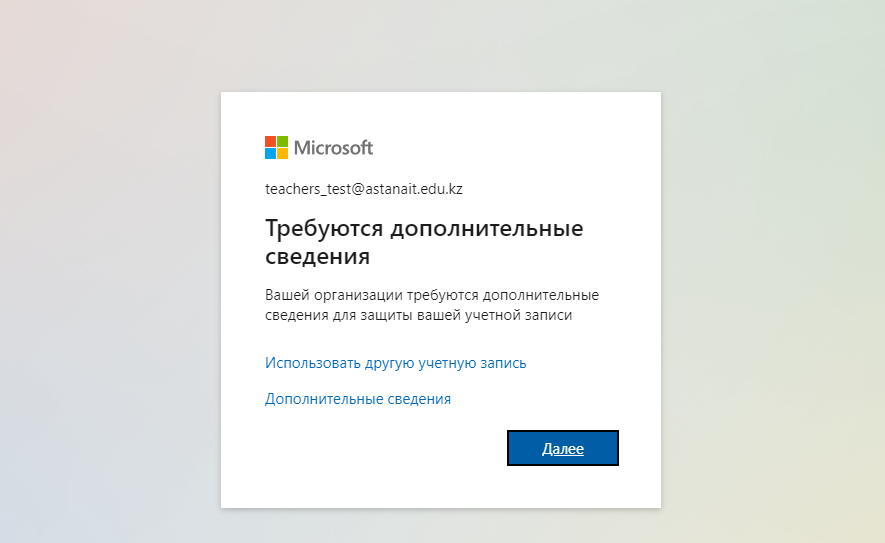 Microsoft
teachers_test@astanait.edu.kz
Требуются дополнительные
сведения
Вашей организации требуются дополнительные
сведения для защиты вашей учетной записи
Использовать другую учетную запись
Дополнительные сведения
Далее